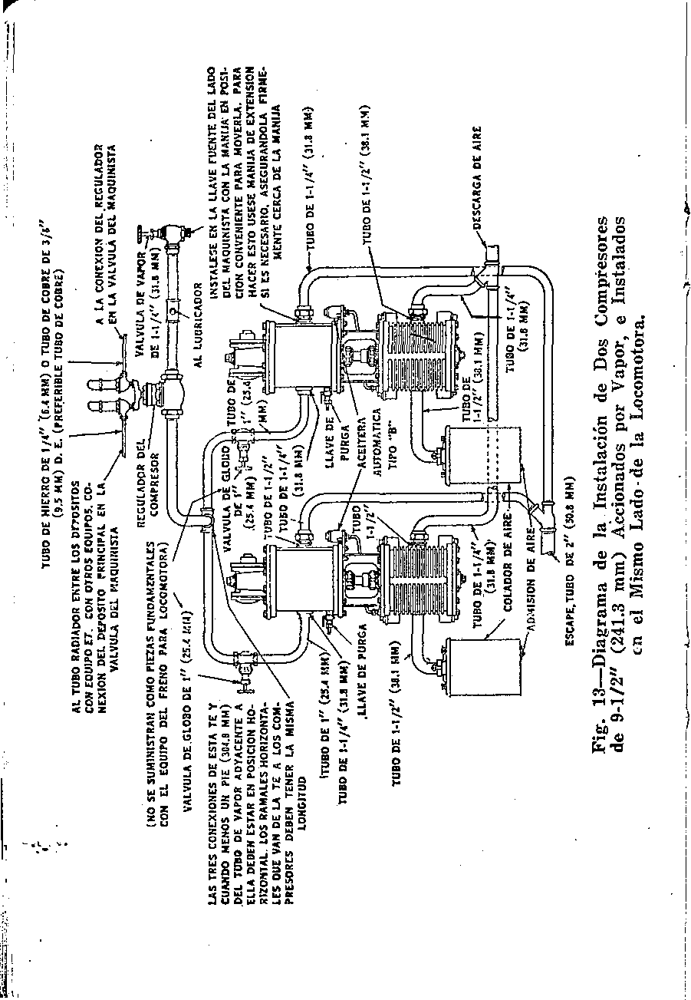 TUBO DE HIERRO DE 1/4" (6.4 MM) O TUBO DE COBRE DE 3/8"
(9.5 MM) D. E. (PREFERIBLE TUBO DE COBRE)
AL TUBO RADIADOR ENTRE LOS DEPOSITOS
CON EQUIPO ET. CON OTROS EQUIPOS, CO-
NEXION DEL DEPOSITO PRINCIPAL EN LA
VALVULA DEL MAQUINISTA
A LA CONEXION DEL REGULADOR
EN LA VALVULA DEL MAQUINISTA
REGULADOR DEL
COMPRESOR
VALVULA DE VAPOR
DE 1-1/4" (31.8 MM)
AL LUBRICADOR
(NO SE SUMINISTRAN COMO PIEZAS FUNDAMENTALES
CON EL EQUIPO DEL FRENO PARA LOCOMOTORA)
VALVULA DE GLOBO DE 1" (25.4 MM)
INSTALESE EN LA LLAVE FUENTE DEL LADO
DEL MAQUINISTA CON LA MANIJA EN POSI-
CION CONVENIENTE PARA MOVERLA. PARA
HACER ESTO USESE MANIJA DE EXTENSION
SI ES NECESARIO, ASEGURANDOLA FIRME-
MENTE CERCA DE LA MANIJA
LAS TRES CONEXIONES DE ESTA TE Y
CUANDO MENOS UN PIE (304.8 MM)
DEL TUBO DE VAPOR ADYACENTE A
ELLA DEBEN ESTAR EN POSICION HO-
RIZONTAL. LOS RAMALES HORIZONTA-
LES QUE VAN DE LA TE A LOS COM-
PRESORES DEBEN TENER LA MISMA
LONGITUD
VALVULA DE GLOBO
DE 1"
(25.4 MM)
TUBO DE
1" (25.4
MM)
TUBO DE 1-1/2"
TUBO DE 1-1/4"
(31.8 MM)
TUBO DE 1-1/4" (31.8 MM)
TUBO DE 1" (25.4 MM)
TUBO DE 1-1/4" (31.8 MM)
LLAVE DE PURGA
LLAVE DE
PURGA
ACEITERA
AUTOMATICA
TIPO "B"
TUBO
1-1/2"
TUBO DE 1-1/2" (38.1 MM)
TUBO DE 1-1/2" (38.1 MM)
TUBO DE
1-1/2" (38.1 MM)
DESCARGA DE AIRE
TUBO DE 1-1/4"
(31.8 MM)
TUBO DE 1-1/4"
(31.8 MM)
COLADOR DE AIRE
ADMISION DE AIRE
ESCAPE, TUBO DE 2" (50.8 MM)
Fig. 13—Diagrama de la Instalación de Dos Compresores
de 9-1/2" (241.3 mm) Accionados por Vapor, e Instalados
en el Mismo Lado de la Locomotora.